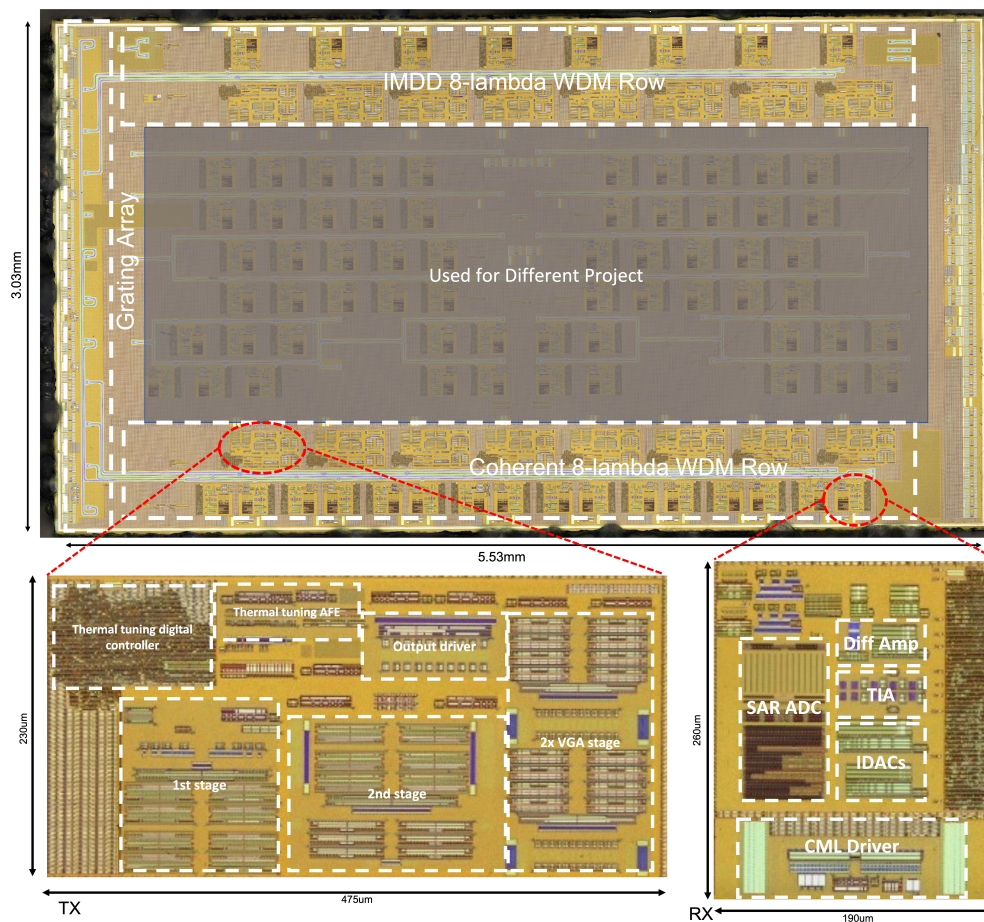 IMDD 8-lambda WDM Row
3.03mm
Grating Array
Used for Different Project
Coherent 8-lambda WDM Row
5.53mm
230um
Thermal tuning digital
controller
Thermal tuning AFE
Output driver
2x VGA stage
1st stage
2nd stage
475um
TX
260um
Diff Amp
TIA
SAR ADC
IDACs
CML Driver
190um
RX